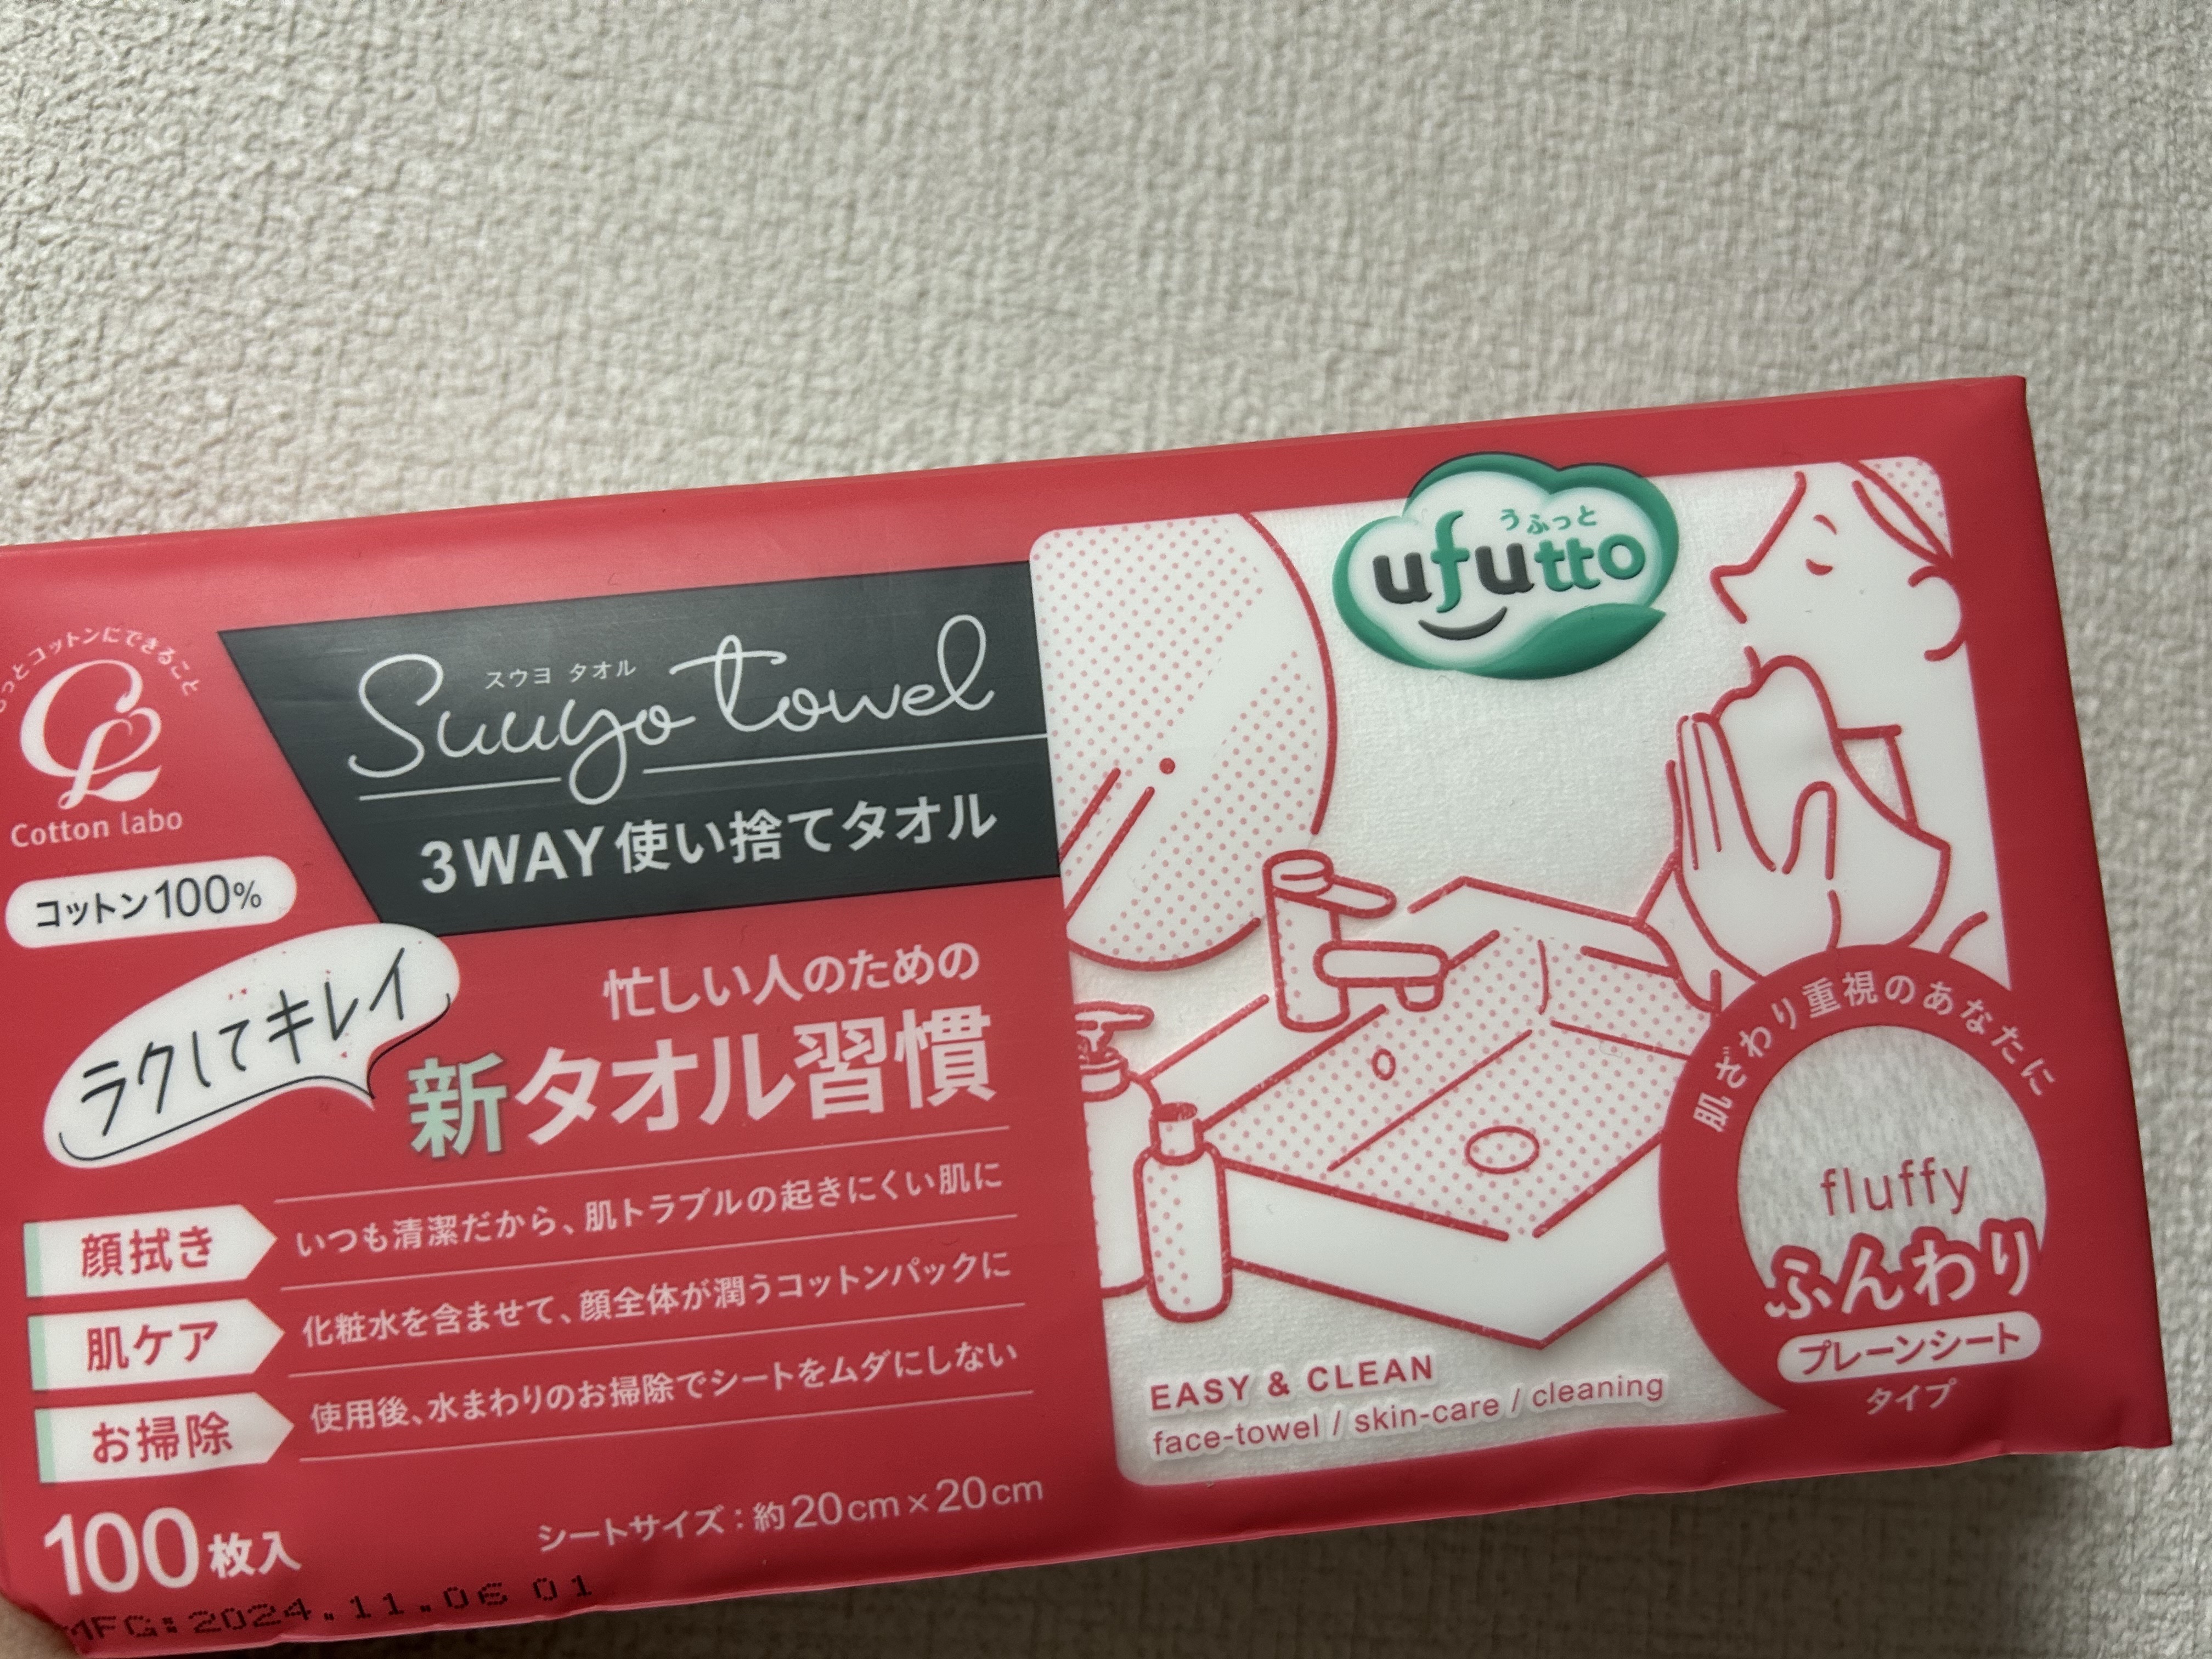 っとコットンにできること
CL
Cotton labo
コットン100%
スウヨ タオル
Suuyo towel
3WAY使い捨てタオル
ラクしてキレイ
忙しい人のための
新タオル習慣
顔拭き
いつも清潔だから、肌トラブルの起きにくい肌に
肌ケア
化粧水を含ませて、顔全体が潤うコットンパックに
お掃除
使用後、水まわりのお掃除でシートをムダにしない
100枚入
シートサイズ：約20cm×20cm
MFG:2024.11.06 01
うふっと
ufutto
EASY & CLEAN
face-towel / skin-care / cleaning
肌ざわり重視のあなたに
fluffy
ふんわり
プレーンシート
タイプ